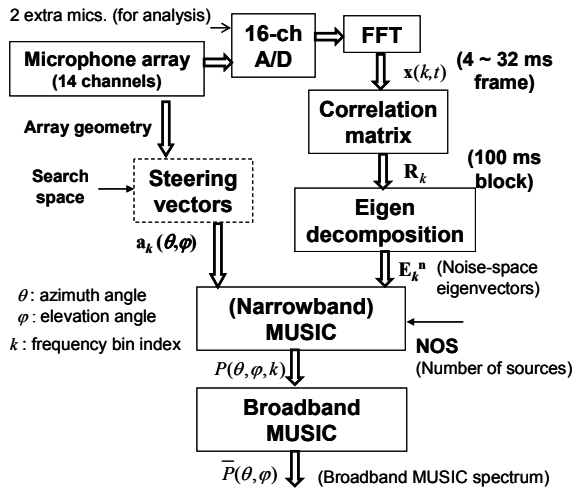 2 extra mics. (for analysis)
16-ch
A/D
FFT
Microphone array
(14 channels)
x(k,t)
(4 ~ 32 ms
frame)
Array geometry
Correlation
matrix
Search
space
Steering
vectors
R_k
(100 ms
block)
Eigen
decomposition
a_k (θ,φ)
E_k^n (Noise-space
eigenvectors)
θ : azimuth angle
φ : elevation angle
k : frequency bin index
(Narrowband)
MUSIC
NOS
(Number of sources)
P(θ,φ,k)
Broadband
MUSIC
P̅(θ,φ)
(Broadband MUSIC spectrum)